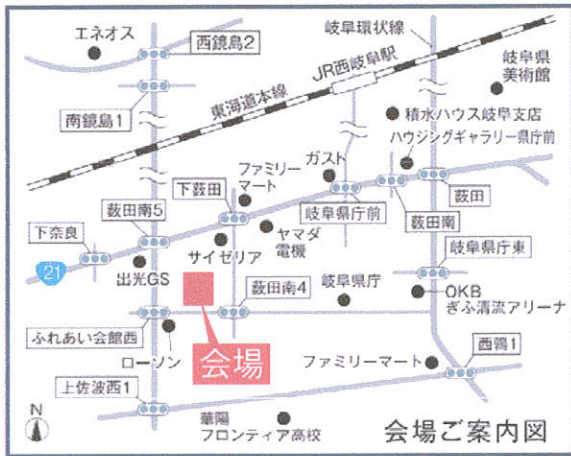 エネオス
西鏡島2
岐阜環状線
JR西岐阜駅
岐阜県
美術館
南鏡島1
東海道本線
積水ハウス岐阜支店
ハウジングギャラリー県庁前
ファミリー
マート
ガスト
下薮田
薮田
薮田南5
岐阜県庁前
薮田南
下奈良
ヤマダ
電機
サイゼリア
岐阜県庁東
21
出光GS
薮田南4
岐阜県庁
OKB
ぎふ清流アリーナ
ふれあい会館西
ローソン
会場
ファミリーマート
西鶉1
上佐波西1
N
華陽
フロンティア高校
会場ご案内図